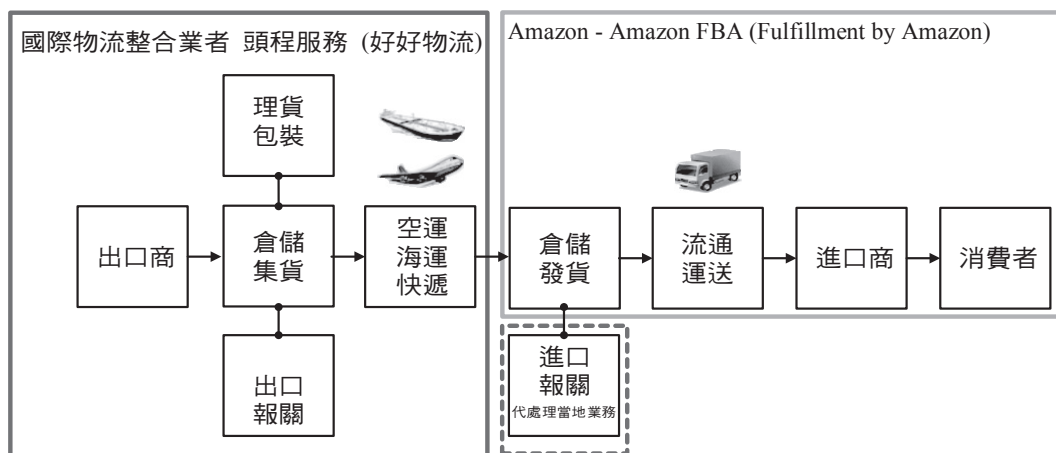 國際物流整合業者 頭程服務 (好好物流)
Amazon - Amazon FBA (Fulfillment by Amazon)
理貨
包裝
出口商
倉儲
集貨
空運
海運
快遞
倉儲
發貨
流通
運送
進口商
消費者
出口
報關
進口
報關
代處理當地業務